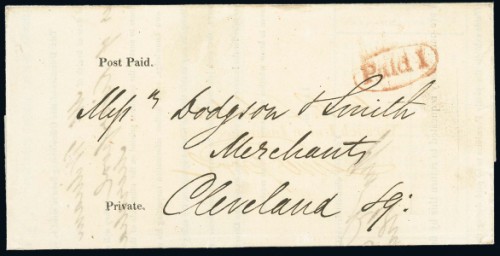 Post Paid.
Paid 1
Mess rs Dodgson & Smith
Merchants
Private.
Cleveland Sq: